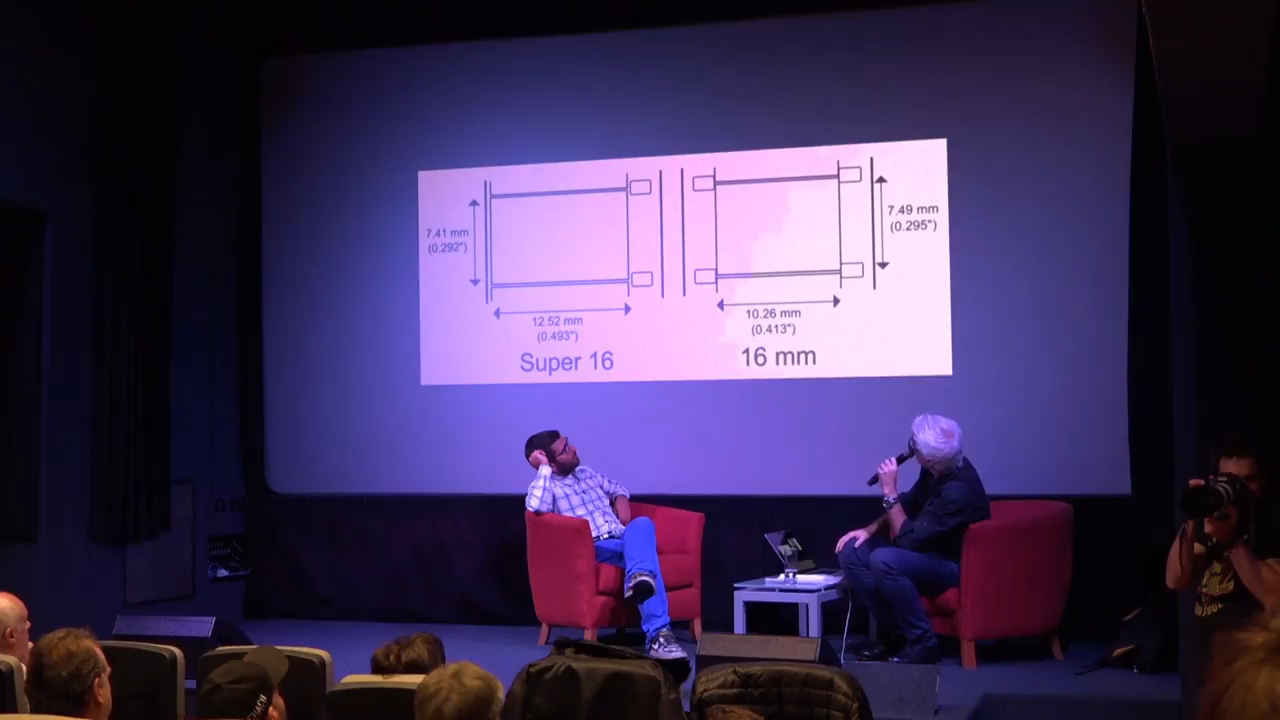 7.41 mm
(0.292")
12.52 mm
(0.493")
Super 16
7.49 mm
(0.295")
10.26 mm
(0.413")
16 mm